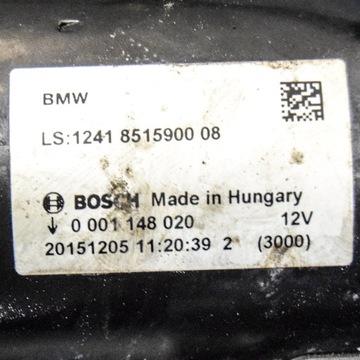 BMW
LS:1241 8515900 08
BOSCH Made in Hungary
↓ 0 001 148 020 12V
20151205 11:20:39 2 (3000)